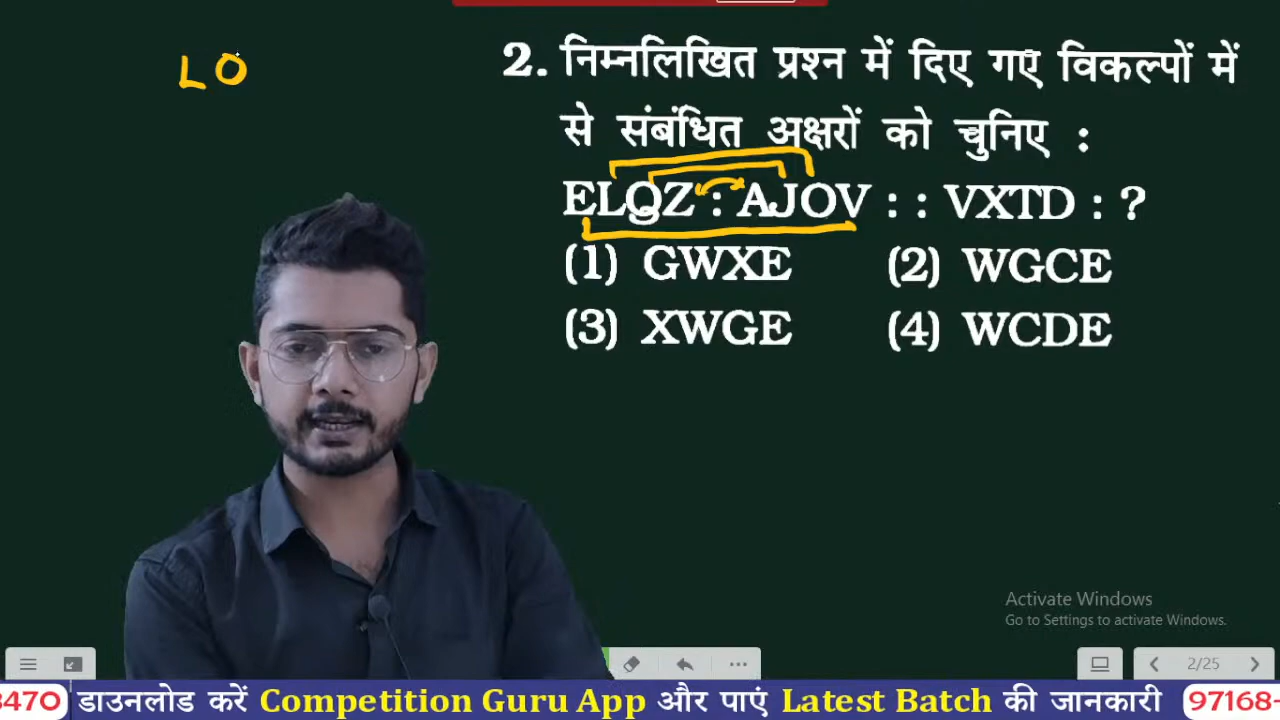 LO
2. निम्नलिखित प्रश्न में दिए गए विकल्पों में
से संबंधित अक्षरों को चुनिए :
ELQZ : AJOV : : VXTD : ?
(1) GWXE (2) WGCE
(3) XWGE (4) WCDE
Activate Windows
Go to Settings to activate Windows.
2/25
3470 डाउनलोड करें Competition Guru App और पाएं Latest Batch की जानकारी 97168-